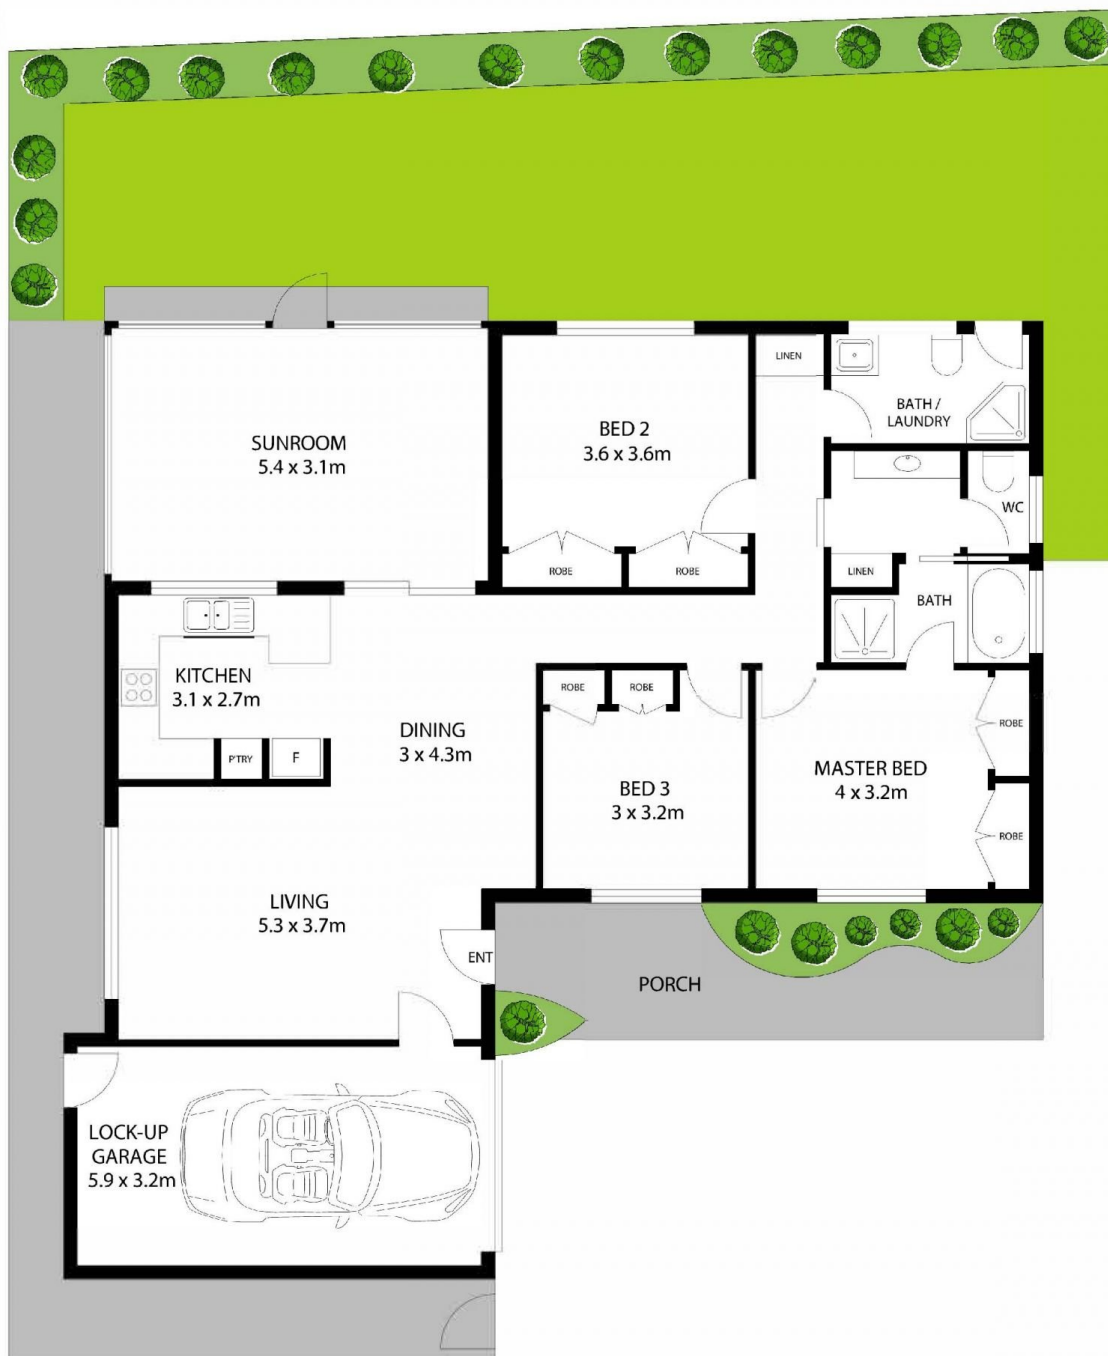 LINEN
BATH /
LAUNDRY
SUNROOM
5.4 x 3.1m
BED 2
3.6 x 3.6m
WC
ROBE
ROBE
LINEN
BATH
KITCHEN
3.1 x 2.7m
ROBE
ROBE
DINING
3 x 4.3m
ROBE
P'TRY
F
BED 3
3 x 3.2m
MASTER BED
4 x 3.2m
ROBE
LIVING
5.3 x 3.7m
ENT
PORCH
LOCK-UP
GARAGE
5.9 x 3.2m